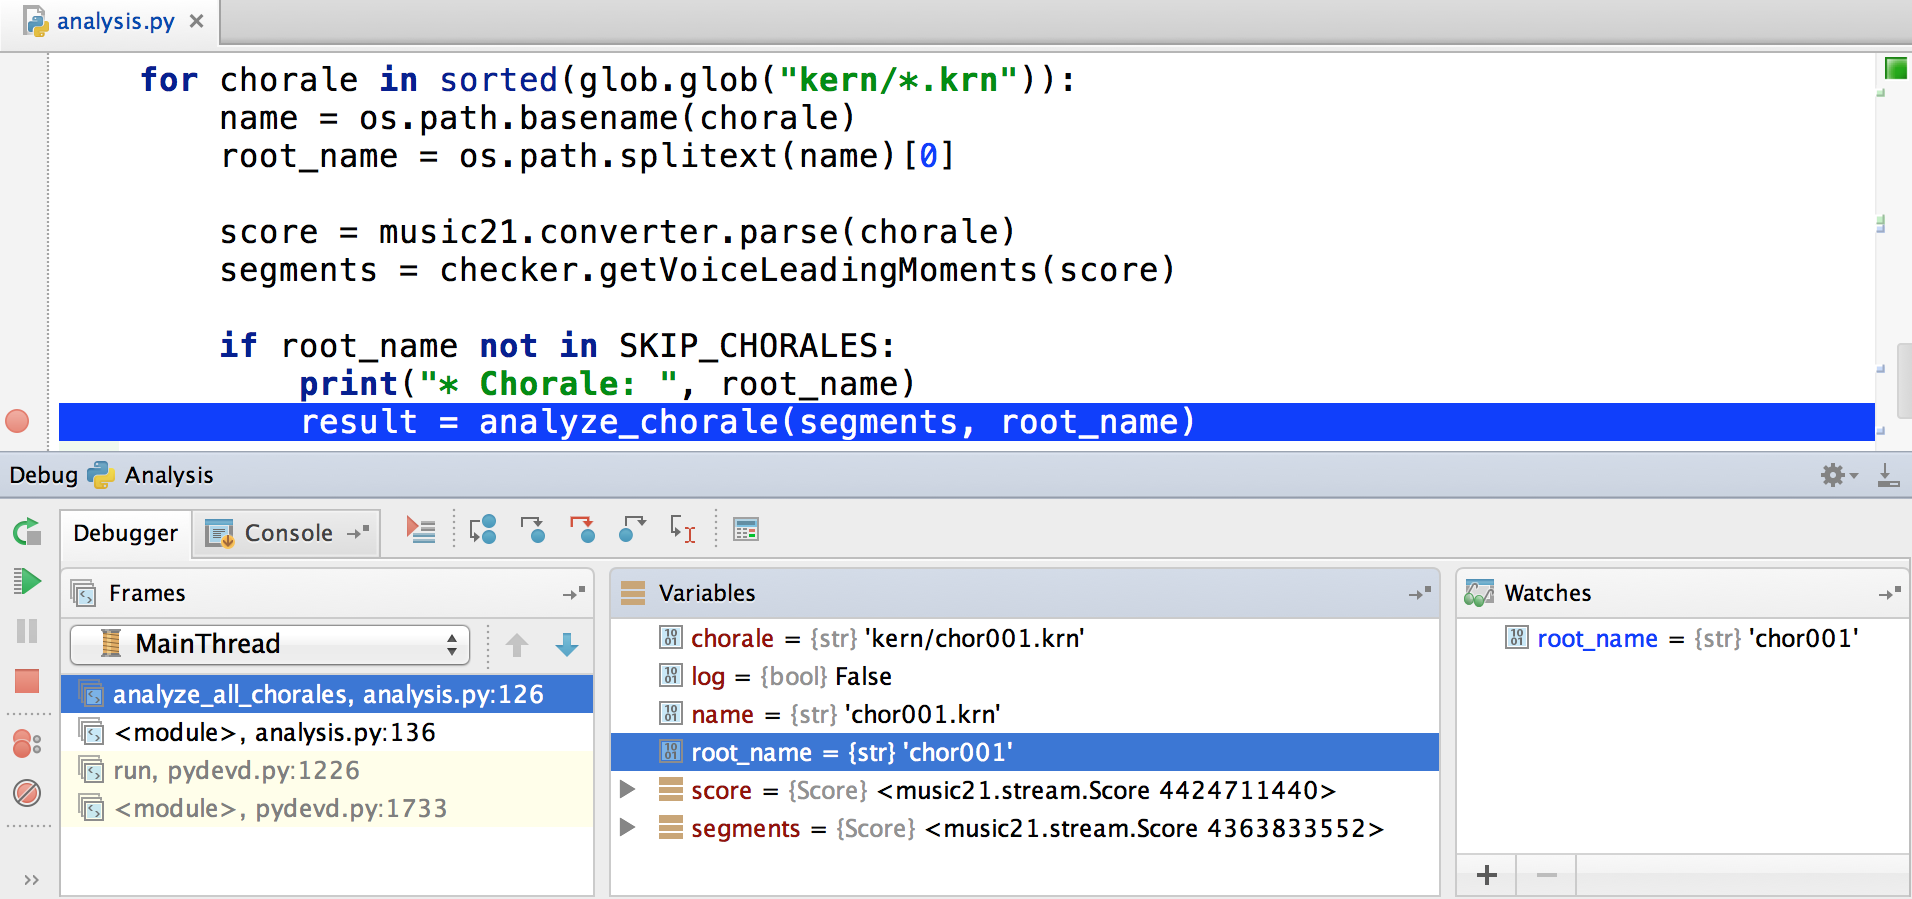 analysis.py ×
for chorale in sorted(glob.glob("kern/*.krn")):
name = os.path.basename(chorale)
root_name = os.path.splitext(name)[0]
score = music21.converter.parse(chorale)
segments = checker.getVoiceLeadingMoments(score)
if root_name not in SKIP_CHORALES:
print("* Chorale: ", root_name)
result = analyze_chorale(segments, root_name)
Debug Analysis
Debugger Console
Frames
MainThread
analyze_all_chorales, analysis.py:126
<module>, analysis.py:136
run, pydevd.py:1226
<module>, pydevd.py:1733
Variables
chorale = {str} 'kern/chor001.krn'
log = {bool} False
name = {str} 'chor001.krn'
root_name = {str} 'chor001'
score = {Score} <music21.stream.Score 4424711440>
segments = {Score} <music21.stream.Score 4363833552>
Watches
root_name = {str} 'chor001'